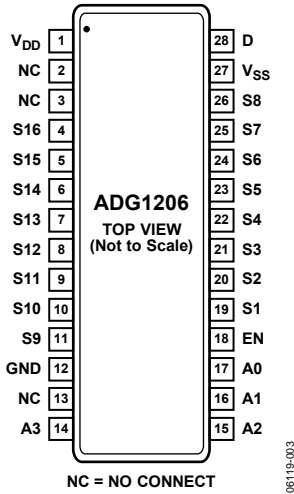 V_DD 1 28 D
NC 2 27 V_SS
NC 3 26 S8
S16 4 25 S7
S15 5 24 S6
S14 6 23 S5
S13 7 22 S4
S12 8 21 S3
S11 9 20 S2
S10 10 19 S1
S9 11 18 EN
GND 12 17 A0
NC 13 16 A1
A3 14 15 A2
ADG1206
TOP VIEW
(Not to Scale)
NC = NO CONNECT
06119-003